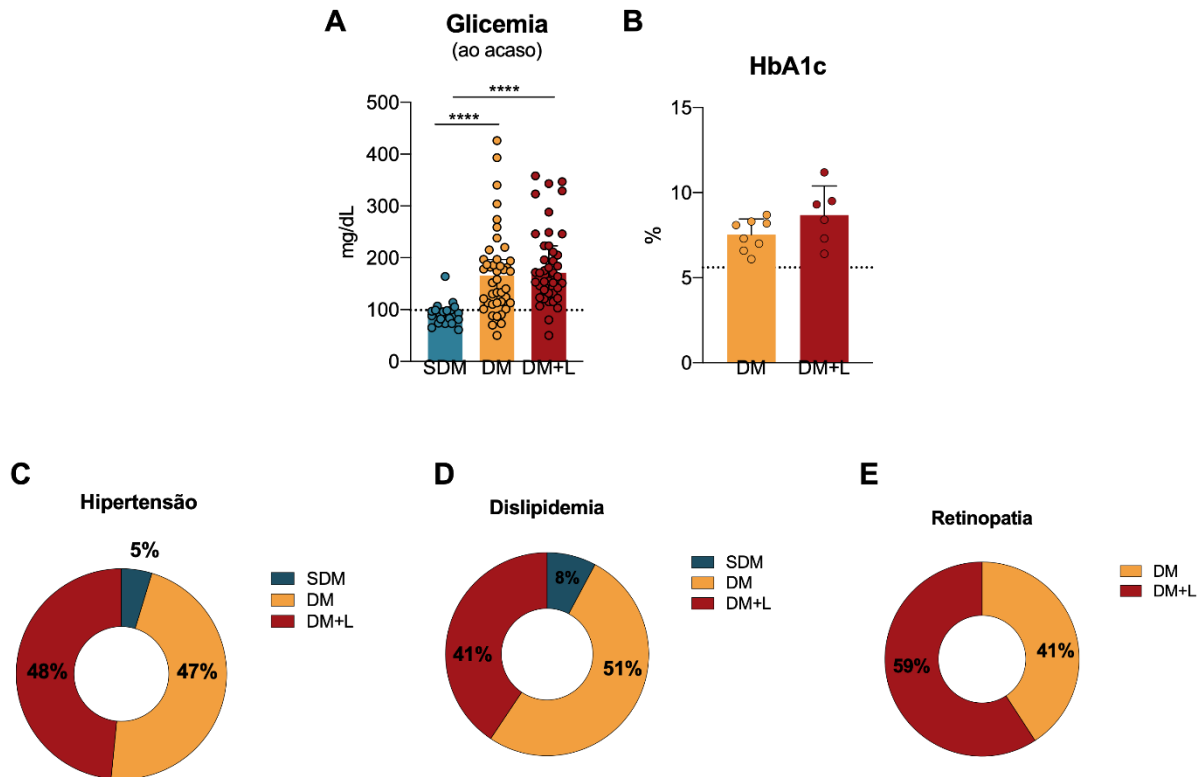 A
Glicemia
(ao acaso)
****
****
mg/dL
500
400
300
200
100
0
SDM DM DM+L
B
HbA1c
%
15
10
5
0
DM DM+L
C
Hipertensão
5%
47%
48%
SDM
DM
DM+L
D
Dislipidemia
8%
51%
41%
SDM
DM
DM+L
E
Retinopatia
41%
59%
DM
DM+L